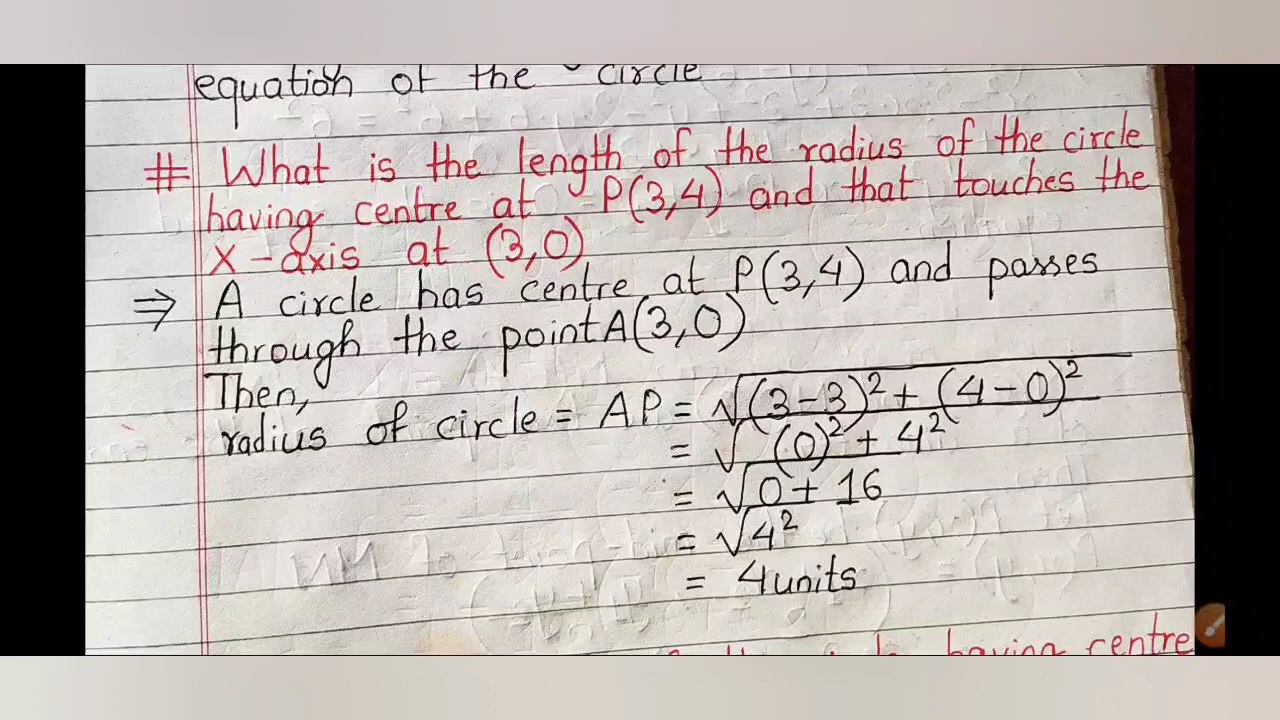 equation of the circle
# What is the length of the radius of the circle
having centre at P(3,4) and that touches the
X-axis at (3,0)
⇒ A circle has centre at P(3,4) and passes
through the point A(3,0)
Then,
radius of circle = AP = √(3-3)² + (4-0)²
= √(0)² + 4²
= √0 + 16
= √4²
= 4units
having centre